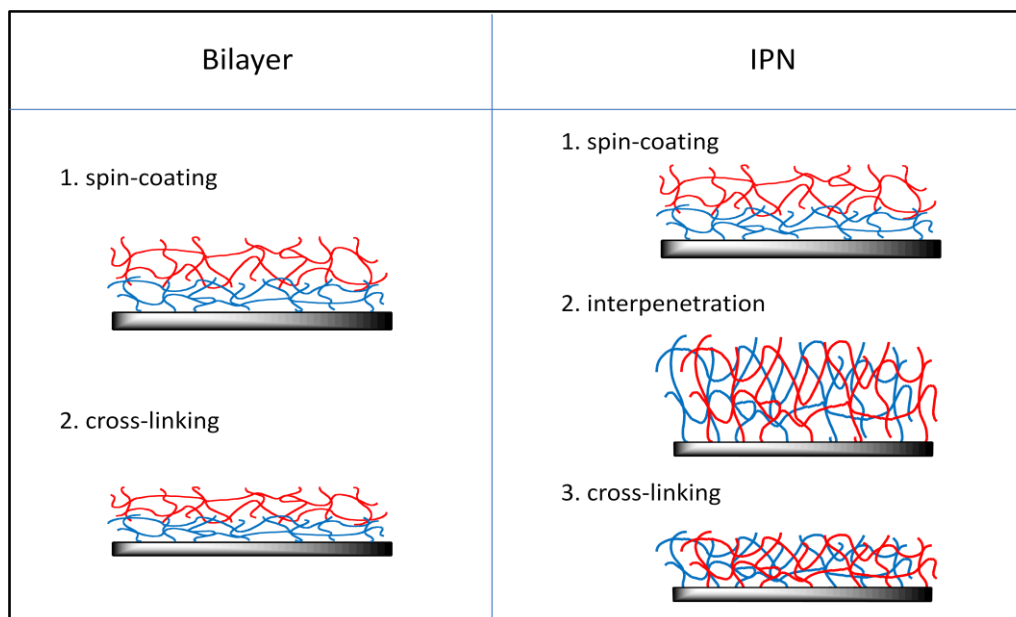 Bilayer
IPN
1. spin-coating
2. cross-linking
1. spin-coating
2. interpenetration
3. cross-linking